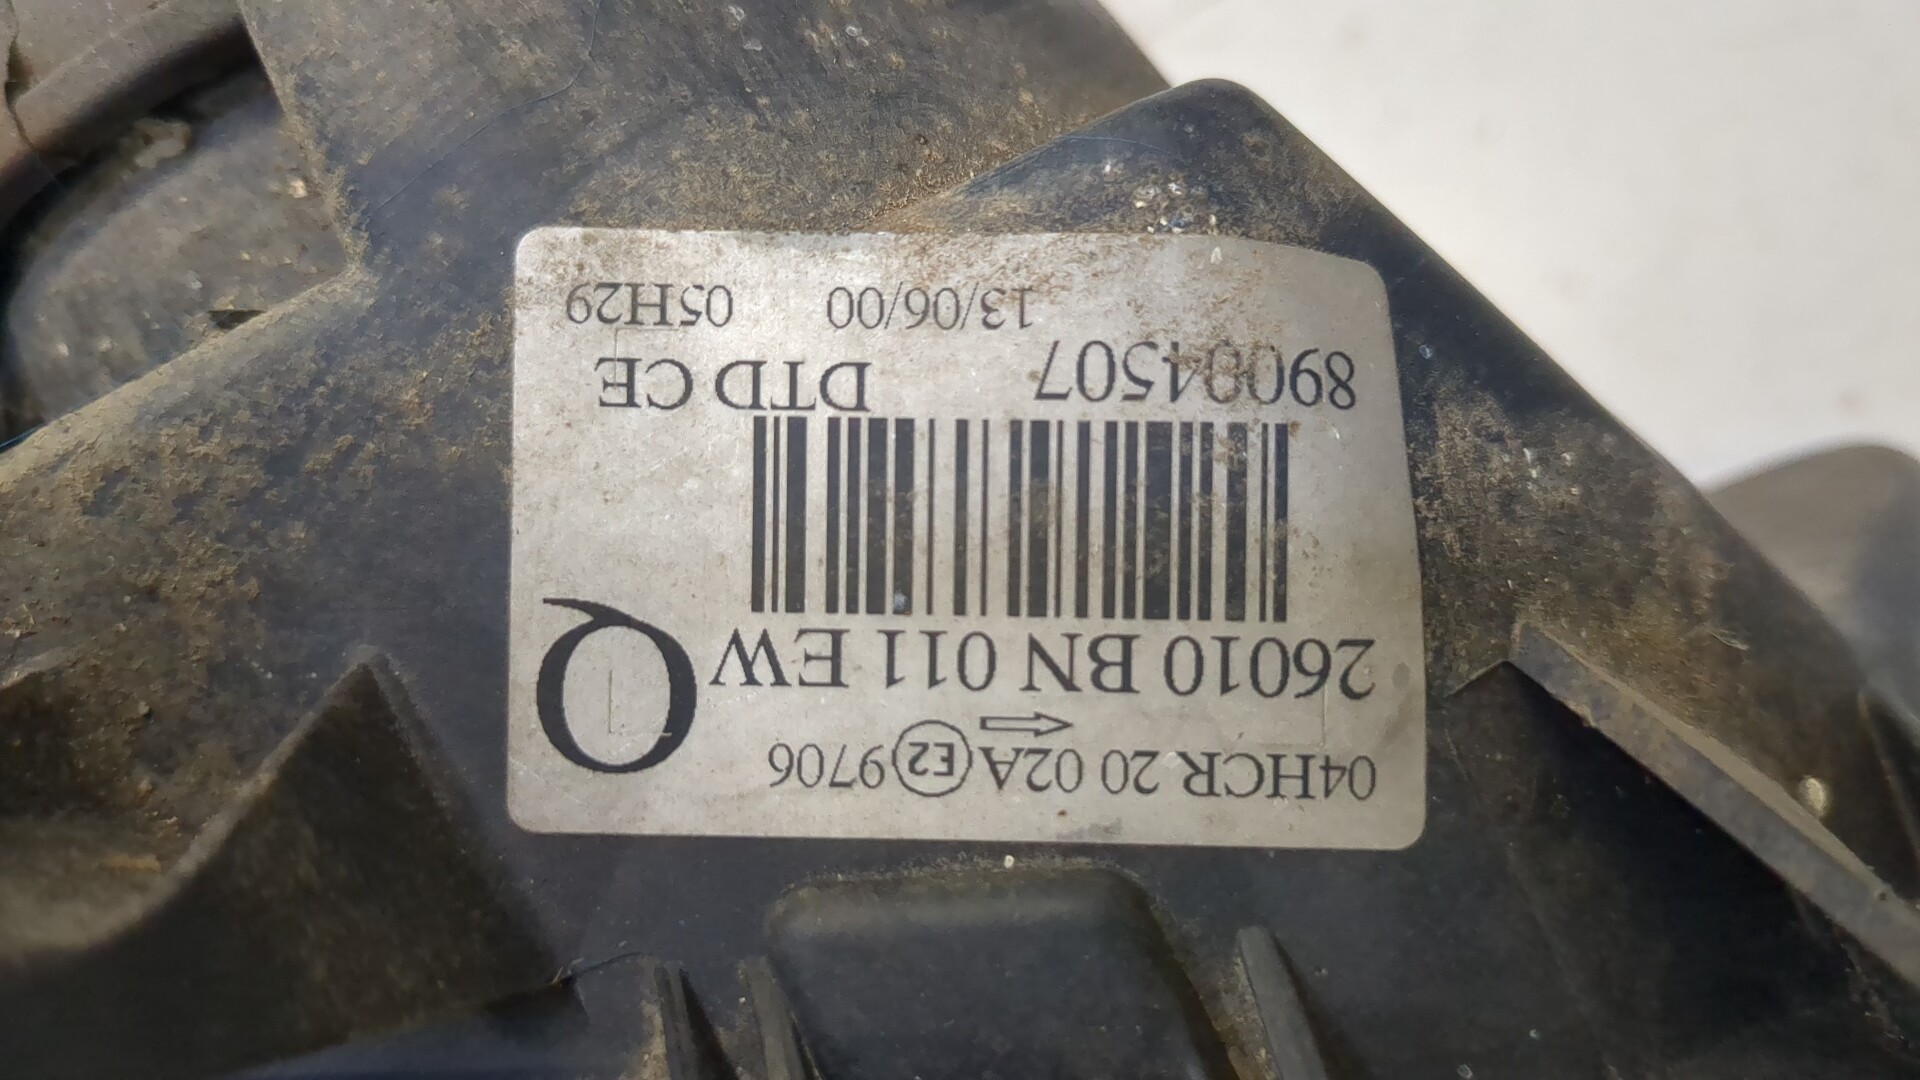 04HCR 20 02A E2 9706
26010 BN 011 EW Q
89004507 DTD CE
13/06/00 05H29